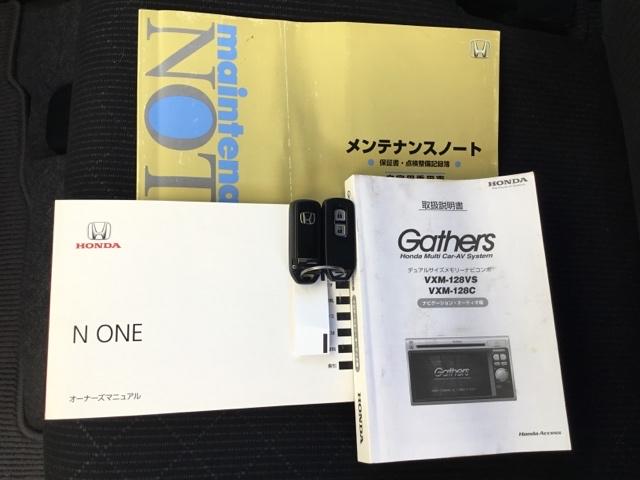 maintena
NOT
メンテナンスノート
保証書・点検整備記録簿
HONDA
N ONE
オーナーズマニュアル
HONDA
取扱説明書
Gathers
Honda Multi Car-AV System
デュアルサイズメモリーナビコンポ
VXM-128VS
VXM-128C
ナビゲーション・オーディオ編
Gathers
Honda Access